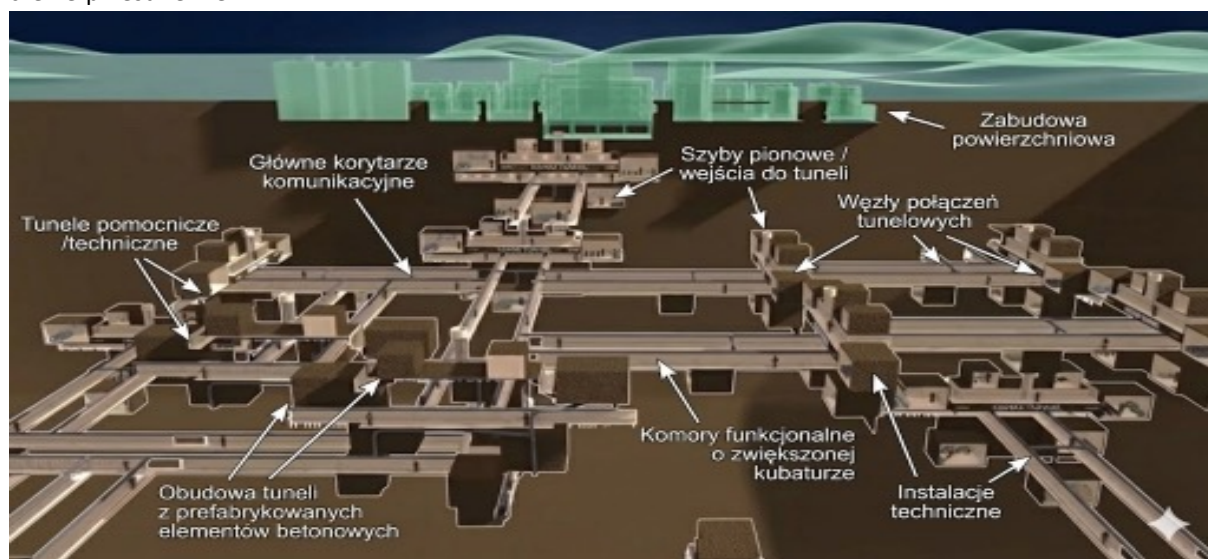 Zabudowa
powierzchniowa
Główne korytarze
komunikacyjne
Szyby pionowe /
wejścia do tuneli
Węzły połączeń
tunelowych
Tunele pomocnicze
/techniczne
Komory funkcjonalne
o zwiększonej
kubaturze
Obudowa tuneli
z prefabrykowanych
elementów betonowych
Instalacje
techniczne